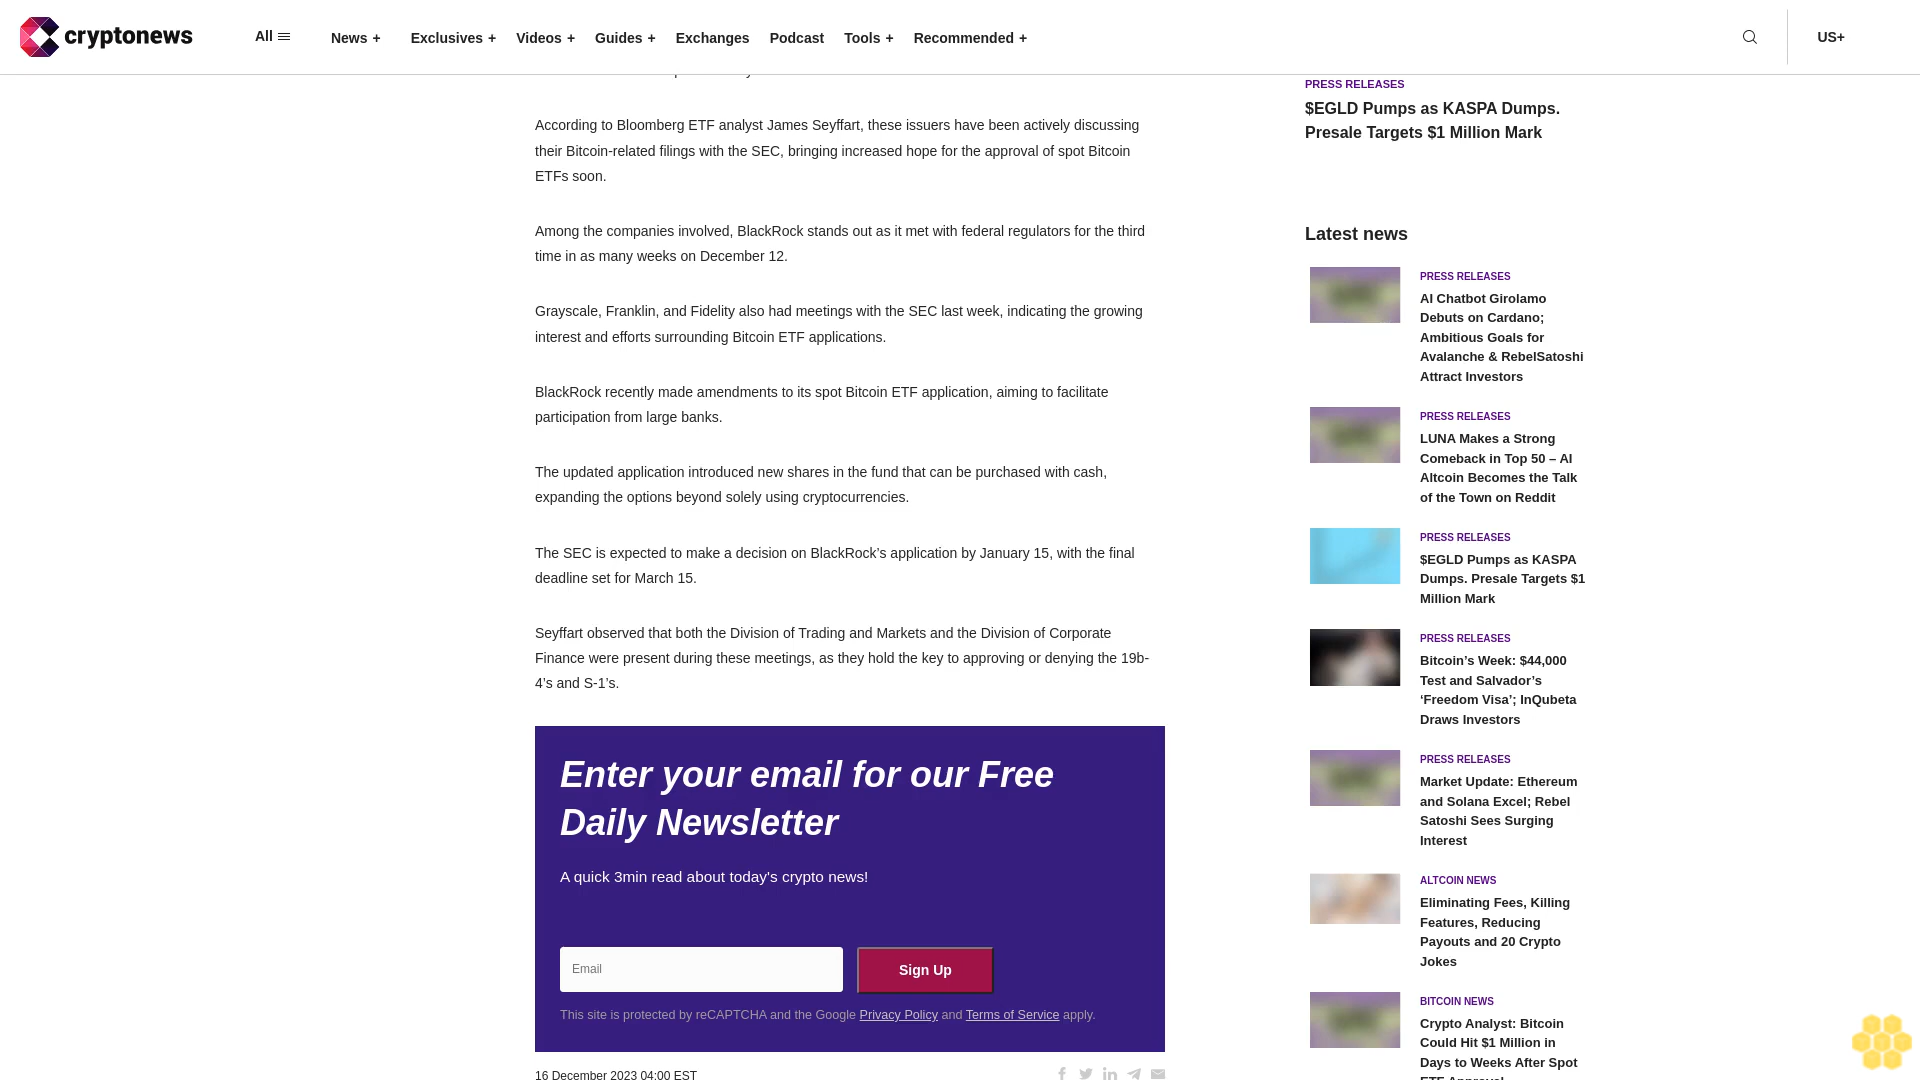 cryptonews
All
News +
Exclusives +
Videos +
Guides +
Exchanges
Podcast
Tools +
Recommended +
US+
According to Bloomberg ETF analyst James Seyffart, these issuers have been actively discussing
their Bitcoin-related filings with the SEC, bringing increased hope for the approval of spot Bitcoin
ETFs soon.
Among the companies involved, BlackRock stands out as it met with federal regulators for the third
time in as many weeks on December 12.
Grayscale, Franklin, and Fidelity also had meetings with the SEC last week, indicating the growing
interest and efforts surrounding Bitcoin ETF applications.
BlackRock recently made amendments to its spot Bitcoin ETF application, aiming to facilitate
participation from large banks.
The updated application introduced new shares in the fund that can be purchased with cash,
expanding the options beyond solely using cryptocurrencies.
The SEC is expected to make a decision on BlackRock’s application by January 15, with the final
deadline set for March 15.
Seyffart observed that both the Division of Trading and Markets and the Division of Corporate
Finance were present during these meetings, as they hold the key to approving or denying the 19b-
4’s and S-1’s.
Enter your email for our Free
Daily Newsletter
A quick 3min read about today's crypto news!
Email
Sign Up
This site is protected by reCAPTCHA and the Google Privacy Policy and Terms of Service apply.
16 December 2023 04:00 EST
PRESS RELEASES
$EGLD Pumps as KASPA Dumps.
Presale Targets $1 Million Mark
Latest news
PRESS RELEASES
AI Chatbot Girolamo
Debuts on Cardano;
Ambitious Goals for
Avalanche & RebelSatoshi
Attract Investors
PRESS RELEASES
LUNA Makes a Strong
Comeback in Top 50 – AI
Altcoin Becomes the Talk
of the Town on Reddit
PRESS RELEASES
$EGLD Pumps as KASPA
Dumps. Presale Targets $1
Million Mark
PRESS RELEASES
Bitcoin’s Week: $44,000
Test and Salvador’s
‘Freedom Visa’; InQubeta
Draws Investors
PRESS RELEASES
Market Update: Ethereum
and Solana Excel; Rebel
Satoshi Sees Surging
Interest
ALTCOIN NEWS
Eliminating Fees, Killing
Features, Reducing
Payouts and 20 Crypto
Jokes
BITCOIN NEWS
Crypto Analyst: Bitcoin
Could Hit $1 Million in
Days to Weeks After Spot
ETF Approval